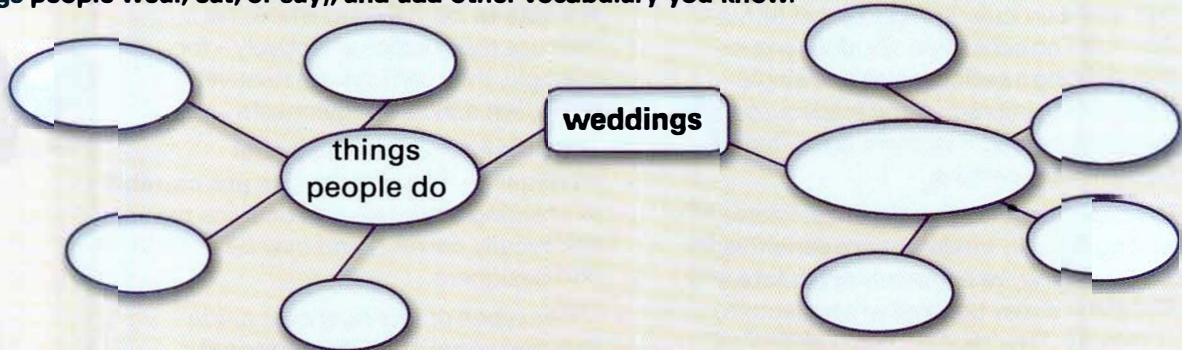 people wear, eat, or say), and add other vocabulary you know.
weddings
things
people do